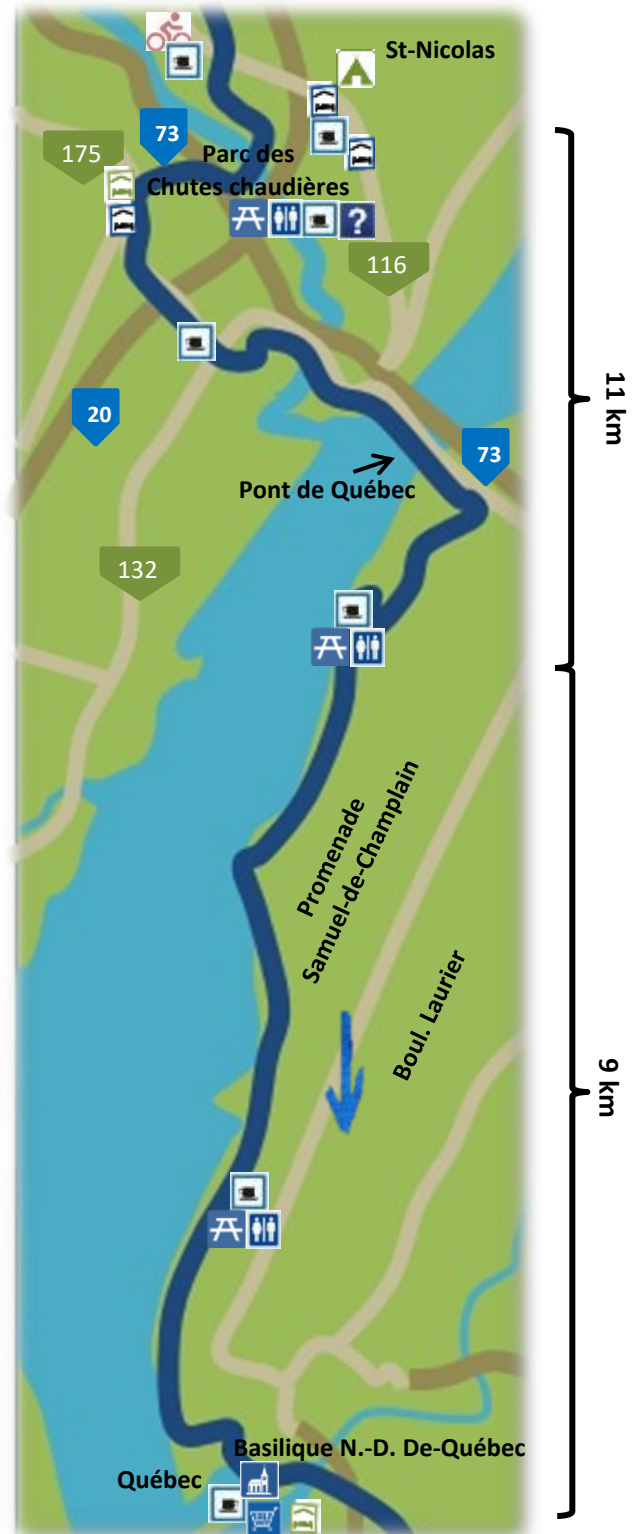 St-Nicolas
73
175
Parc des
Chutes chaudières
?
116
11 km
20
73
Pont de Québec
132
Promenade
Samuel-de-Champlain
Boul. Laurier
9 km
Basilique N.-D. De-Québec
Québec